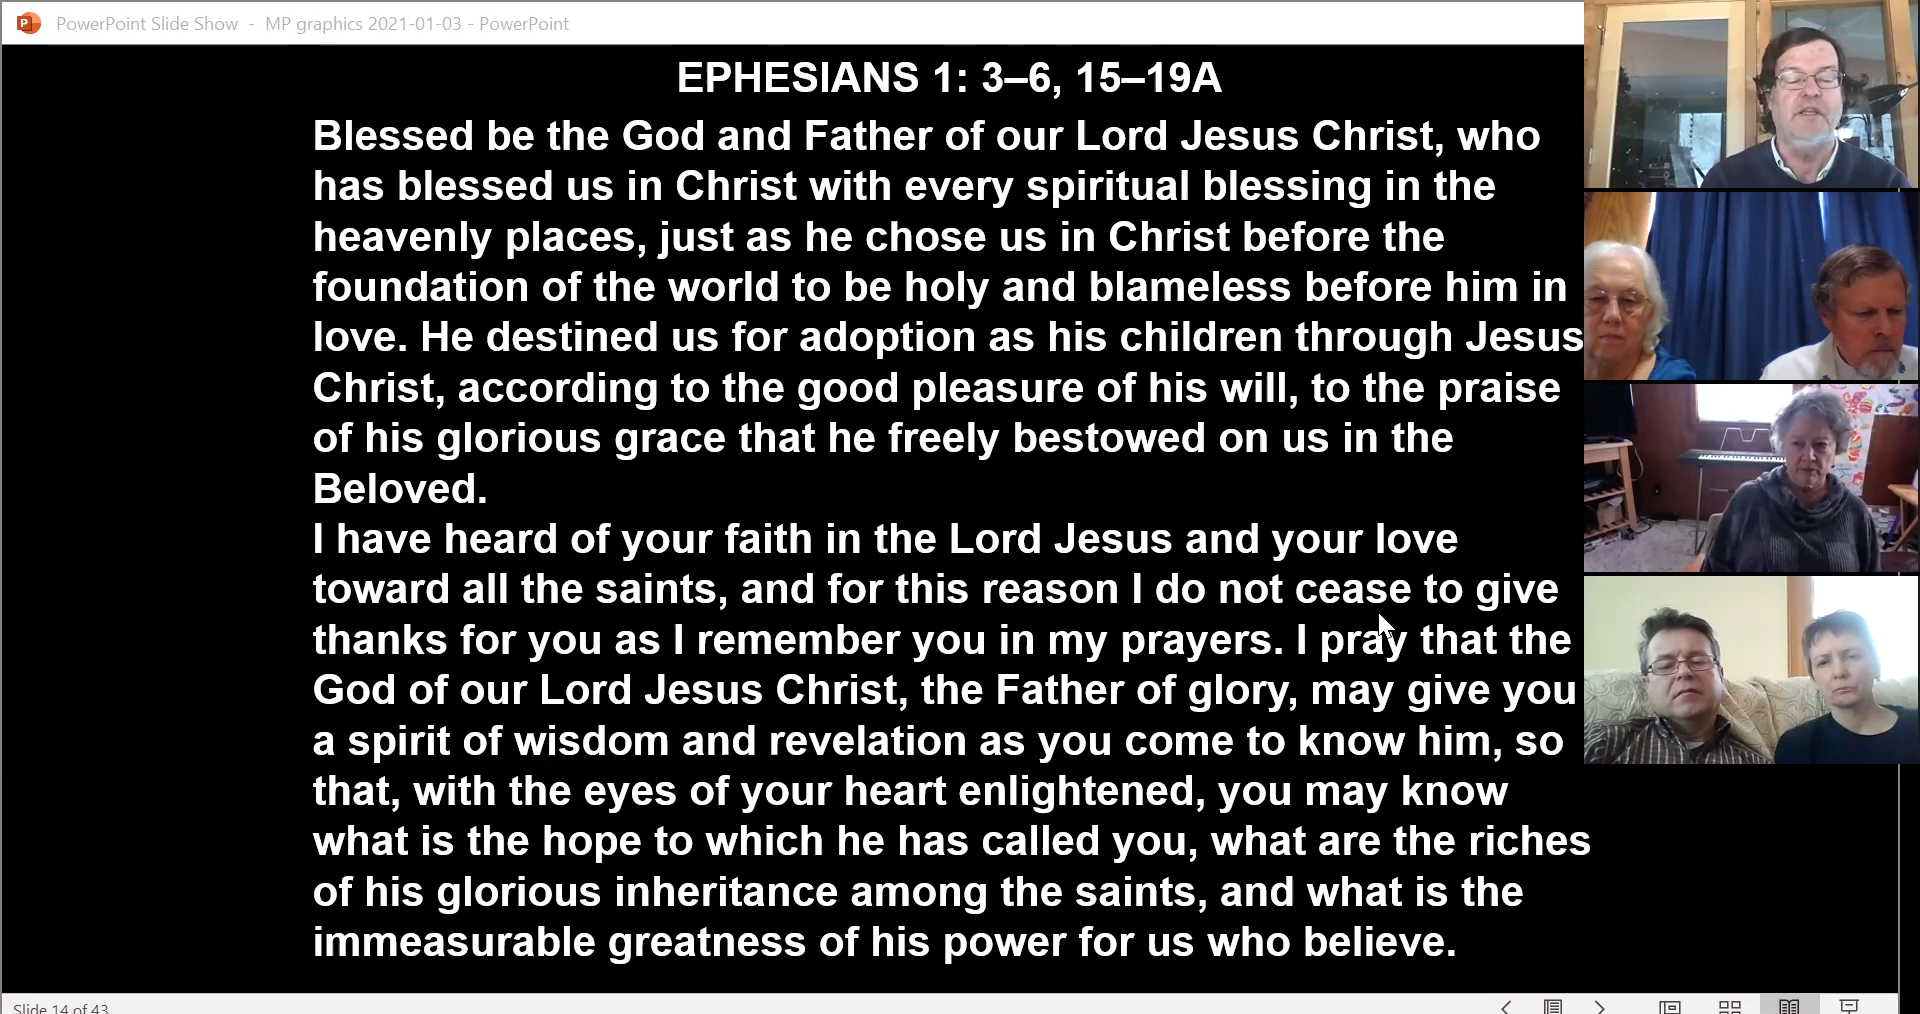 PowerPoint Slide Show - MP graphics 2021-01-03 - PowerPoint
EPHESIANS 1: 3–6, 15–19A
Blessed be the God and Father of our Lord Jesus Christ, who
has blessed us in Christ with every spiritual blessing in the
heavenly places, just as he chose us in Christ before the
foundation of the world to be holy and blameless before him in
love. He destined us for adoption as his children through Jesus
Christ, according to the good pleasure of his will, to the praise
of his glorious grace that he freely bestowed on us in the
Beloved.
I have heard of your faith in the Lord Jesus and your love
toward all the saints, and for this reason I do not cease to give
thanks for you as I remember you in my prayers. I pray that the
God of our Lord Jesus Christ, the Father of glory, may give you
a spirit of wisdom and revelation as you come to know him, so
that, with the eyes of your heart enlightened, you may know
what is the hope to which he has called you, what are the riches
of his glorious inheritance among the saints, and what is the
immeasurable greatness of his power for us who believe.
Slide 14 of 43